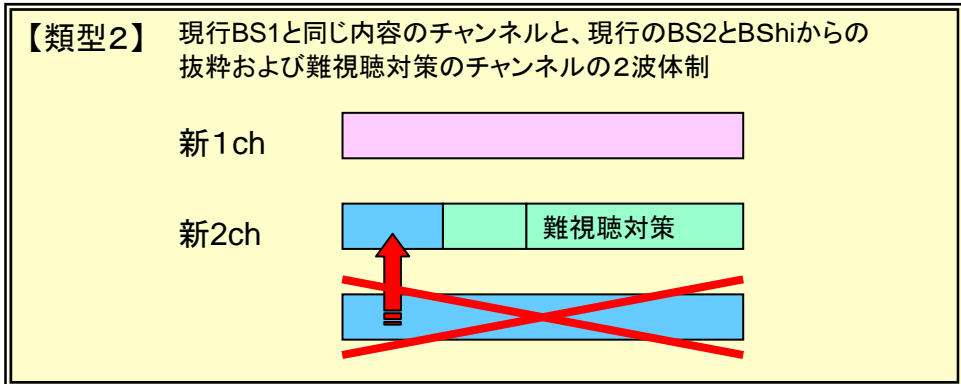 【類型2】 現行BS1と同じ内容のチャンネルと、現行のBS2とBShiからの
抜粋および難視聴対策のチャンネルの2波体制
新1ch
新2ch
難視聴対策